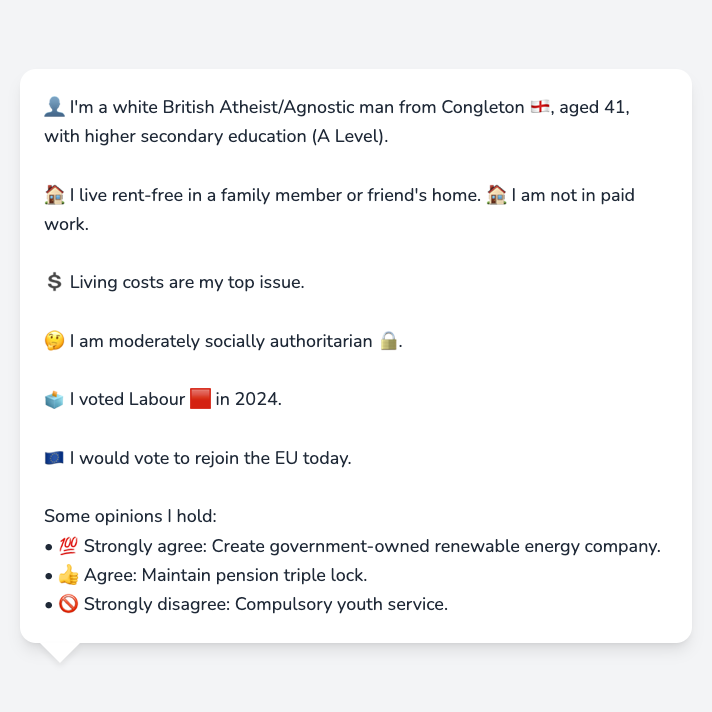 👤 I'm a white British Atheist/Agnostic man from Congleton 🏴󠁧󠁢󠁥󠁮󠁧󠁿, aged 41,
with higher secondary education (A Level).
🏠 I live rent-free in a family member or friend's home. 🏠 I am not in paid
work.
💲 Living costs are my top issue.
🤔 I am moderately socially authoritarian 🔒.
🗳️ I voted Labour 🟥 in 2024.
🇪🇺 I would vote to rejoin the EU today.
Some opinions I hold:
• 💯 Strongly agree: Create government-owned renewable energy company.
• 👍 Agree: Maintain pension triple lock.
• 🚫 Strongly disagree: Compulsory youth service.